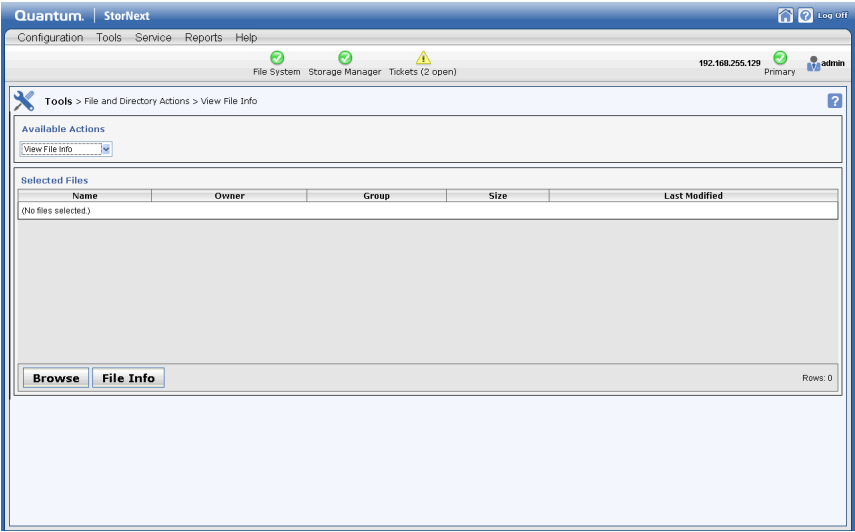 Quantum. StorNext Log Off
Configuration Tools Service Reports Help
File System Storage Manager Tickets (2 open) 192.168.255.129 Primary admin
Tools > File and Directory Actions > View File Info
Available Actions
View File Info
Selected Files
Name Owner Group Size Last Modified
(No files selected.)
Browse File Info Rows: 0